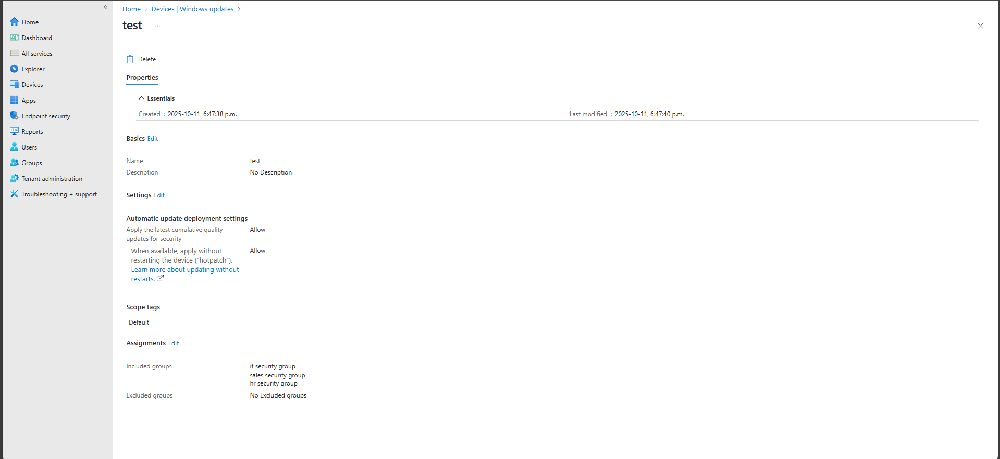 Home
Dashboard
All services
Explorer
Devices
Apps
Endpoint security
Reports
Users
Groups
Tenant administration
Troubleshooting + support
Home > Devices | Windows updates >
test ...
Delete
Properties
Essentials
Created : 2025-10-11, 6:47:38 p.m.
Last modified : 2025-10-11, 6:47:40 p.m.
Basics Edit
Name test
Description No Description
Settings Edit
Automatic update deployment settings
Apply the latest cumulative quality Allow
updates for security
When available, apply without Allow
restarting the device (“hotpatch”).
Learn more about updating without
restarts.
Scope tags
Default
Assignments Edit
Included groups it security group
sales security group
hr security group
Excluded groups No Excluded groups